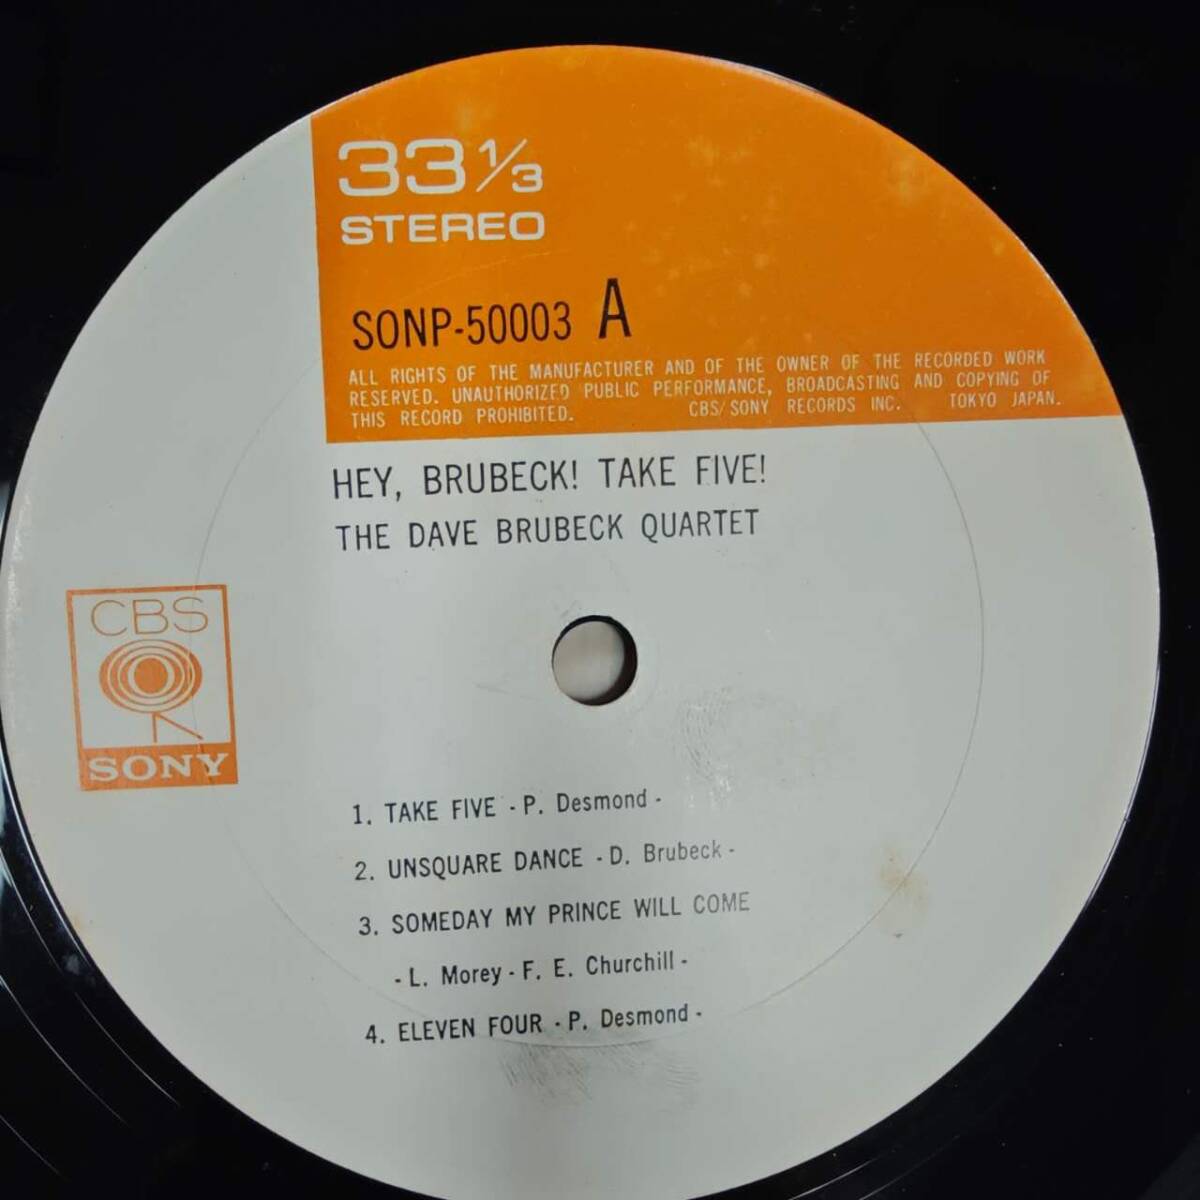 33 1/3
STEREO
SONP-50003 A
ALL RIGHTS OF THE MANUFACTURER AND OF THE OWNER OF THE RECORDED WORK
RESERVED. UNAUTHORIZED PUBLIC PERFORMANCE, BROADCASTING AND COPYING OF
THIS RECORD PROHIBITED. CBS/SONY RECORDS INC. TOKYO JAPAN.
HEY, BRUBECK! TAKE FIVE!
THE DAVE BRUBECK QUARTET
CBS
SONY
1. TAKE FIVE - P. Desmond -
2. UNSQUARE DANCE - D. Brubeck -
3. SOMEDAY MY PRINCE WILL COME
- L. Morey - F. E. Churchill -
4. ELEVEN FOUR - P. Desmond -